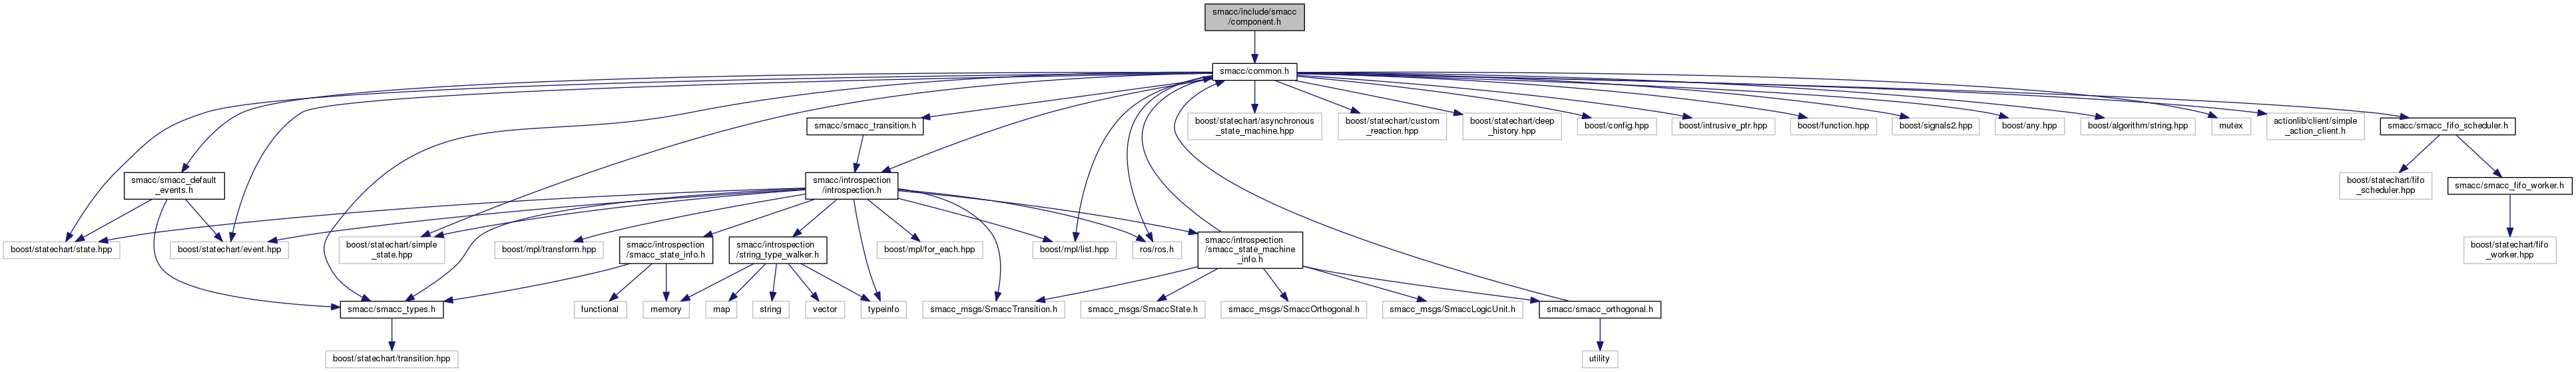 smacc/include/smacc
/component.h
smacc/common.h
smacc/smacc_transition.h
boost/statechart/asynchronous
_state_machine.hpp
boost/statechart/custom
_reaction.hpp
boost/statechart/deep
_history.hpp
boost/config.hpp
boost/intrusive_ptr.hpp
boost/function.hpp
boost/signals2.hpp
boost/any.hpp
boost/algorithm/string.hpp
mutex
actionlib/client/simple
_action_client.h
smacc/smacc_fifo_scheduler.h
smacc/smacc_default
_events.h
smacc/introspection
/introspection.h
boost/statechart/fifo
_scheduler.hpp
smacc/smacc_fifo_worker.h
boost/statechart/state.hpp
boost/statechart/event.hpp
boost/statechart/simple
_state.hpp
boost/mpl/transform.hpp
smacc/introspection
/smacc_state_info.h
smacc/introspection
/string_type_walker.h
boost/mpl/for_each.hpp
boost/mpl/list.hpp
ros/ros.h
smacc/introspection
/smacc_state_machine
_info.h
boost/statechart/fifo
_worker.hpp
smacc/smacc_types.h
functional
memory
map
string
vector
typeinfo
smacc_msgs/SmaccTransition.h
smacc_msgs/SmaccState.h
smacc_msgs/SmaccOrthogonal.h
smacc_msgs/SmaccLogicUnit.h
smacc/smacc_orthogonal.h
boost/statechart/transition.hpp
utility